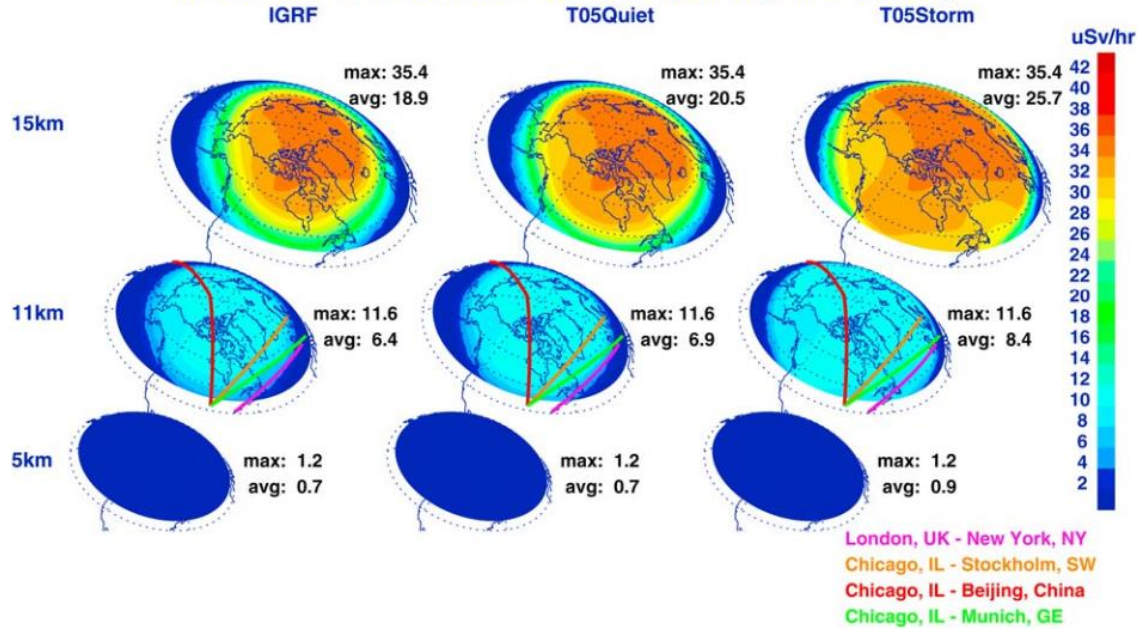 IGRF T05Quiet T05Storm
uSv/hr
15km
max: 35.4
avg: 18.9
max: 35.4
avg: 20.5
max: 35.4
avg: 25.7
11km
max: 11.6
avg: 6.4
max: 11.6
avg: 6.9
max: 11.6
avg: 8.4
5km
max: 1.2
avg: 0.7
max: 1.2
avg: 0.7
max: 1.2
avg: 0.9
42
40
38
36
34
32
30
28
26
24
22
20
18
16
14
12
10
8
6
4
2
London, UK - New York, NY
Chicago, IL - Stockholm, SW
Chicago, IL - Beijing, China
Chicago, IL - Munich, GE